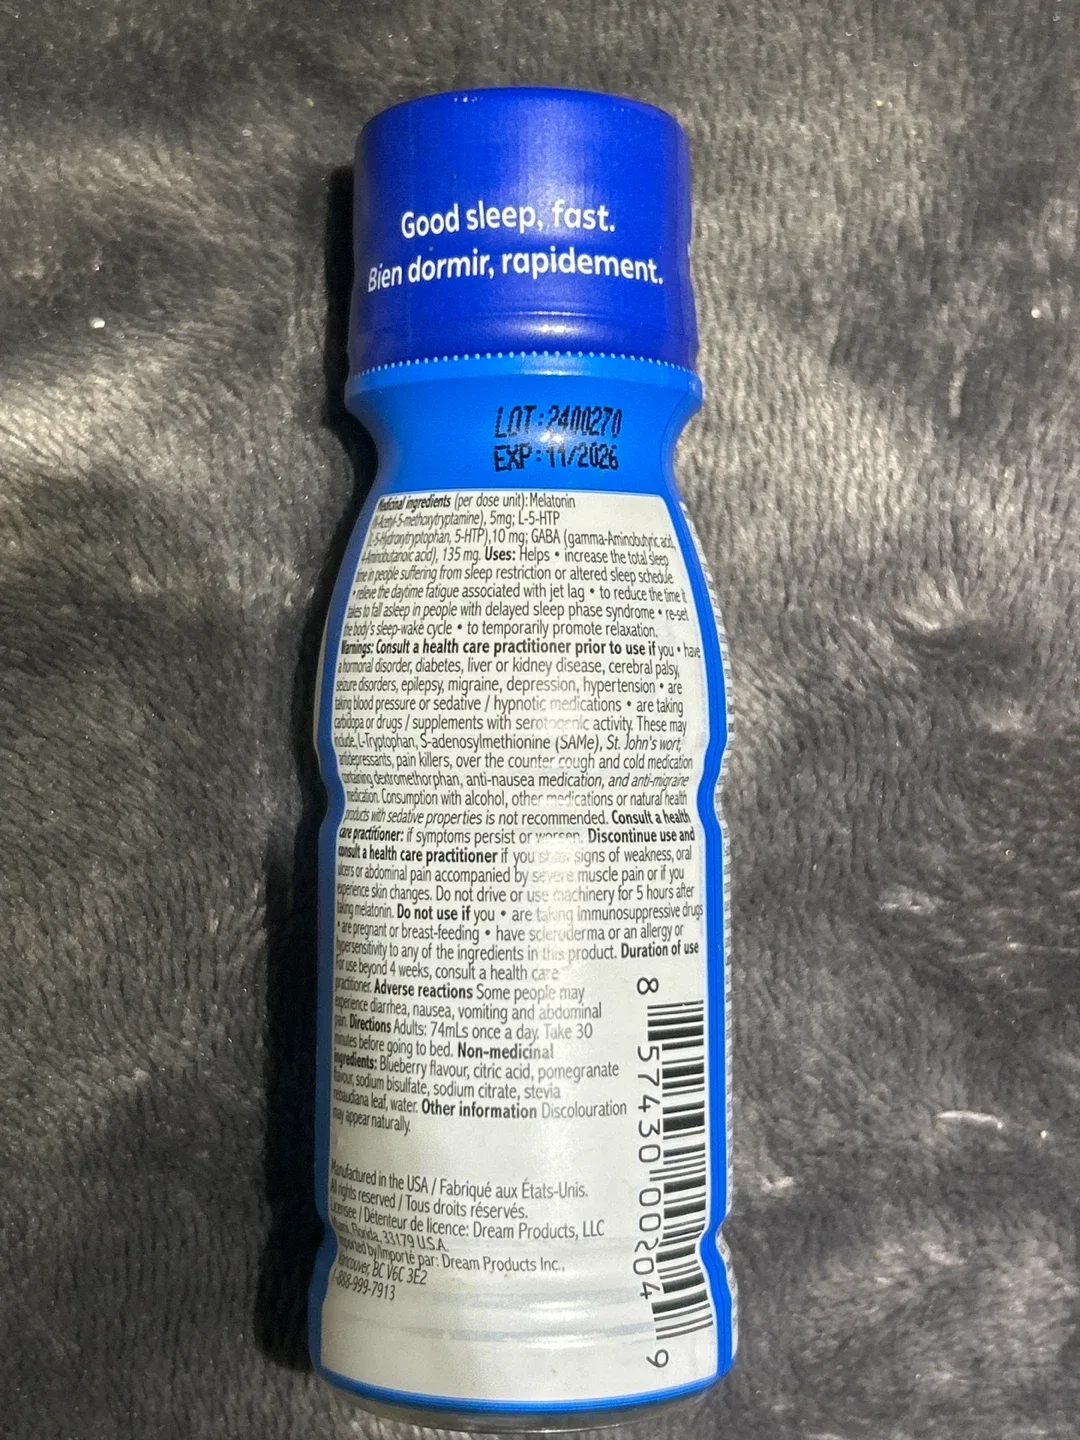 Good sleep, fast.
Bien dormir, rapidement.
LOT:2400270
EXP:11/2026
Medicinal ingredients (per dose unit): Melatonin
(N-Acetyl-5-methoxytryptamine), 5mg; L-5-HTP
(L-5-Hydroxytryptophan, 5-HTP),10 mg; GABA (gamma-Aminobutyric acid,
4-Aminobutanoic acid), 135 mg. Uses: Helps • increase the total sleep
time in people suffering from sleep restriction or altered sleep schedule
• relieve the daytime fatigue associated with jet lag • to reduce the time it
takes to fall asleep in people with delayed sleep phase syndrome • re-set
the body's sleep-wake cycle • to temporarily promote relaxation.
Warnings: Consult a health care practitioner prior to use if you • have
a hormonal disorder, diabetes, liver or kidney disease, cerebral palsy,
seizure disorders, epilepsy, migraine, depression, hypertension • are
taking blood pressure or sedative / hypnotic medications • are taking
carbidopa or drugs / supplements with serotogenic activity. These may
include, L-Tryptophan, S-adenosylmethionine (SAMe), St. John's wort,
antidepressants, pain killers, over the counter cough and cold medication
containing dextromethorphan, anti-nausea medication, and anti-migraine
medication. Consumption with alcohol, other medications or natural health
products with sedative properties is not recommended. Consult a health
care practitioner: if symptoms persist or worsen. Discontinue use and
consult a health care practitioner if you show signs of weakness, oral
ulcers or abdominal pain accompanied by severe muscle pain or if you
experience skin changes. Do not drive or use machinery for 5 hours after
taking melatonin. Do not use if you • are taking immunosuppressive drugs
• are pregnant or breast-feeding • have scleroderma or an allergy or
hypersensitivity to any of the ingredients in this product. Duration of use
For use beyond 4 weeks, consult a health care
practitioner. Adverse reactions Some people may
experience diarrhea, nausea, vomiting and abdominal
pain. Directions Adults: 74mLs once a day. Take 30
minutes before going to bed. Non-medicinal
ingredients: Blueberry flavour, citric acid, pomegranate
flavour, sodium bisulfate, sodium citrate, stevia
rebaudiana leaf, water. Other information Discolouration
may appear naturally.
Manufactured in the USA / Fabriqué aux États-Unis.
All rights reserved / Tous droits réservés.
Licensee / Détenteur de licence: Dream Products, LLC
Miami, Florida, 33179 U.S.A.
Imported by/Importé par: Dream Products Inc.,
Vancouver, BC V6C 3E2
1-888-999-7913
8 57430 00204 9